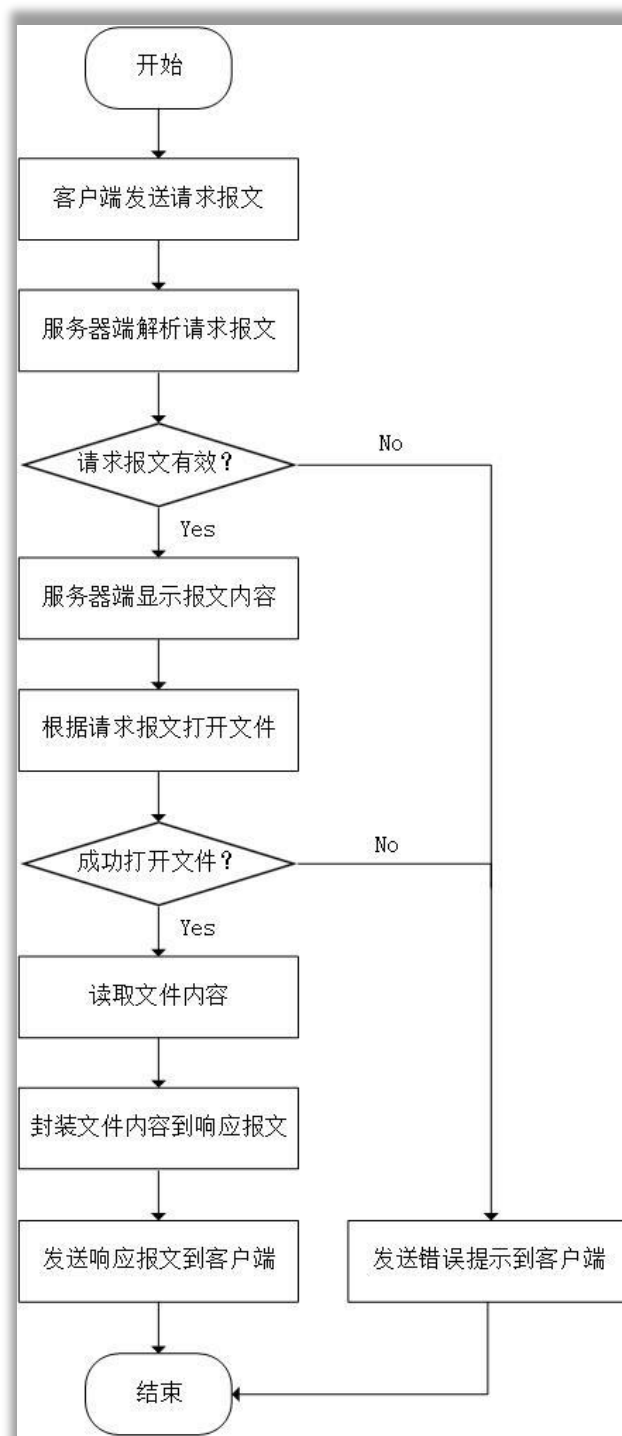 开始
客户端发送请求报文
服务器端解析请求报文
请求报文有效?
No
Yes
服务器端显示报文内容
根据请求报文打开文件
成功打开文件?
No
Yes
读取文件内容
封装文件内容到响应报文
发送响应报文到客户端
发送错误提示到客户端
结束